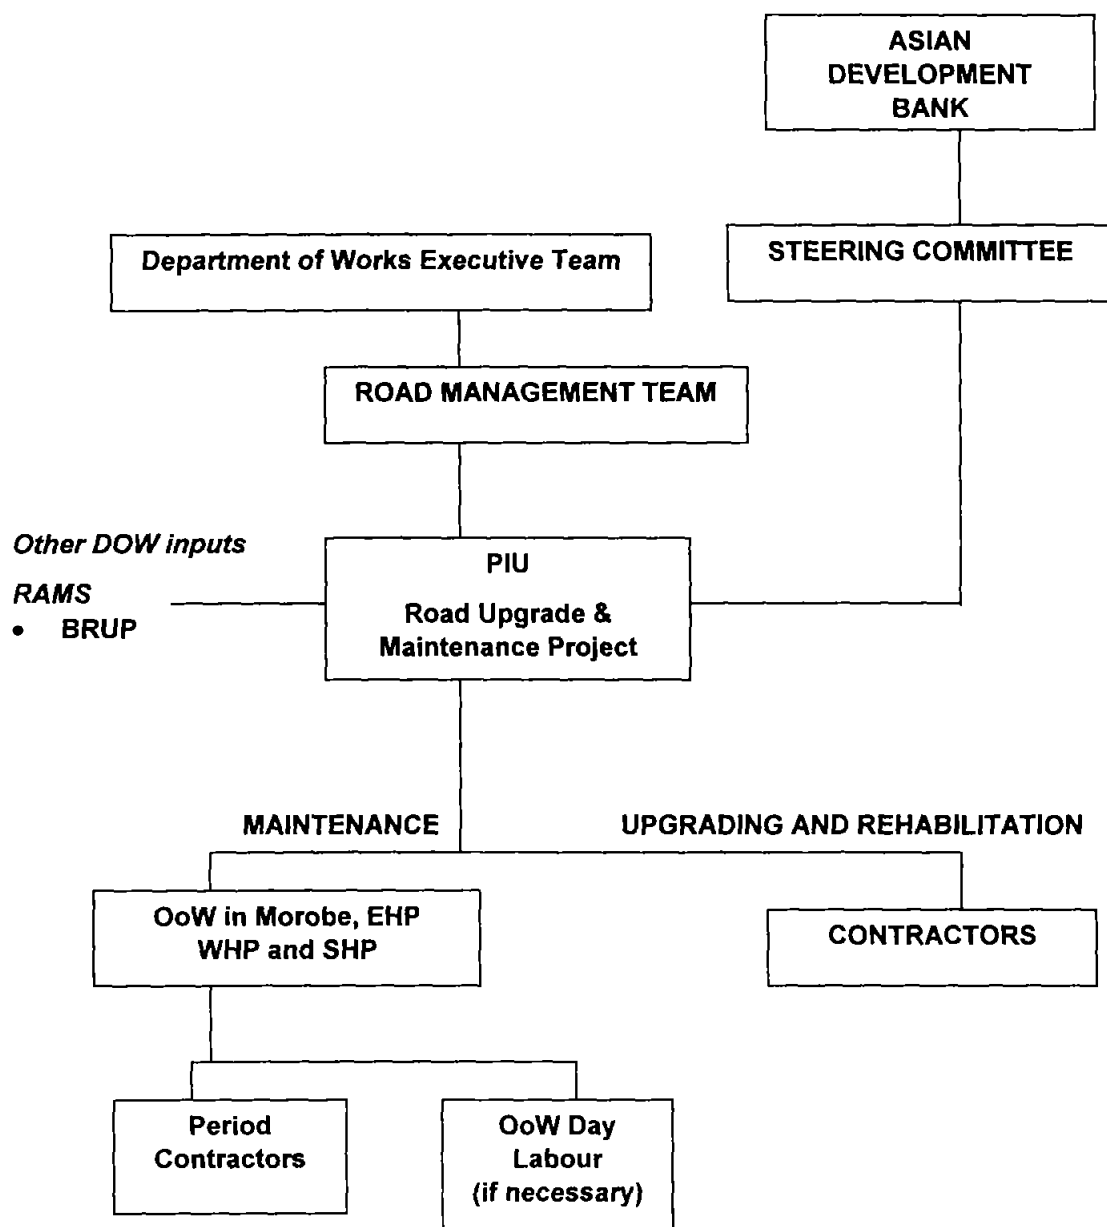 ASIAN
DEVELOPMENT
BANK
Department of Works Executive Team
STEERING COMMITTEE
ROAD MANAGEMENT TEAM
Other DOW inputs
RAMS
• BRUP
PIU
Road Upgrade &
Maintenance Project
MAINTENANCE
UPGRADING AND REHABILITATION
OoW in Morobe, EHP
WHP and SHP
CONTRACTORS
Period
Contractors
OoW Day
Labour
(if necessary)